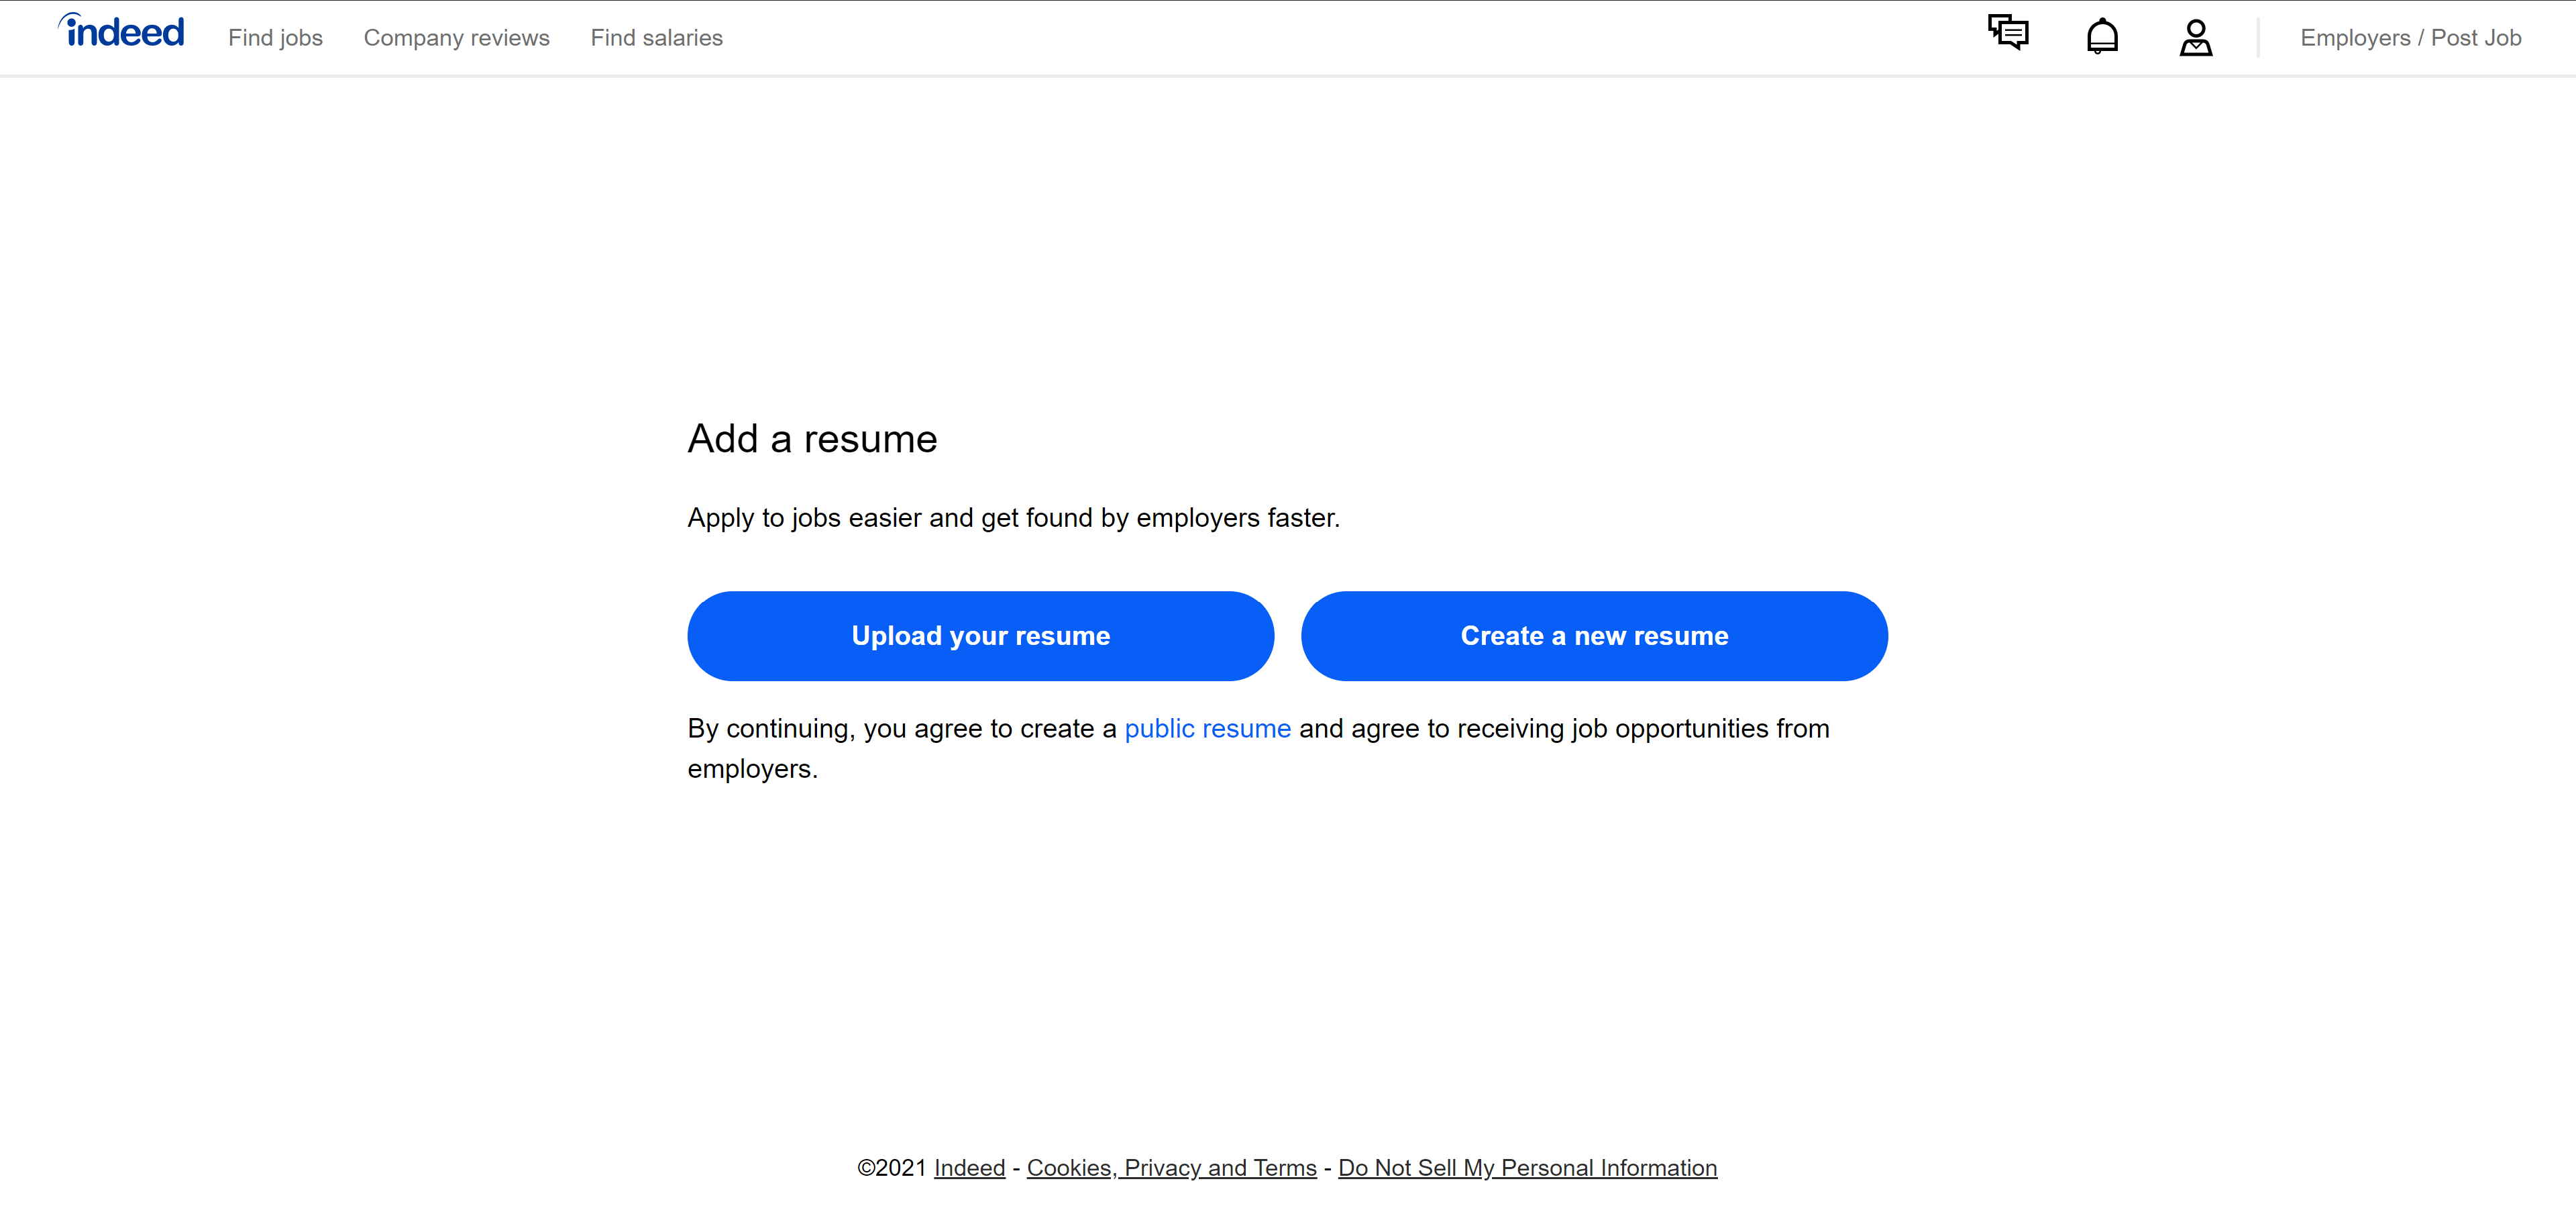 indeed
Find jobs
Company reviews
Find salaries
Employers / Post Job
Add a resume
Apply to jobs easier and get found by employers faster.
Upload your resume
Create a new resume
By continuing, you agree to create a public resume and agree to receiving job opportunities from
employers.
©2021 Indeed - Cookies, Privacy and Terms - Do Not Sell My Personal Information